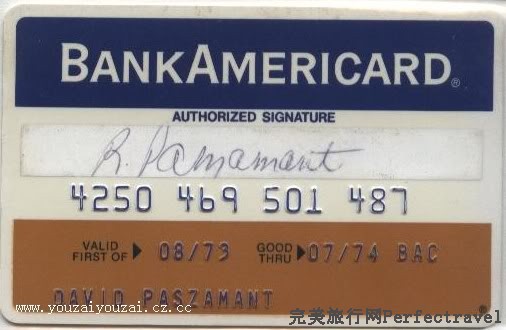 BANKAMERICARD®
AUTHORIZED SIGNATURE
R. Paszamant
4250 469 501 487
VALID FIRST OF ▶ 08/73 GOOD THRU ▶ 07/74 BAC
DAVID PASZAMANT
www.youzaiyouzai.cz.cc
完美旅行网Perfectravel